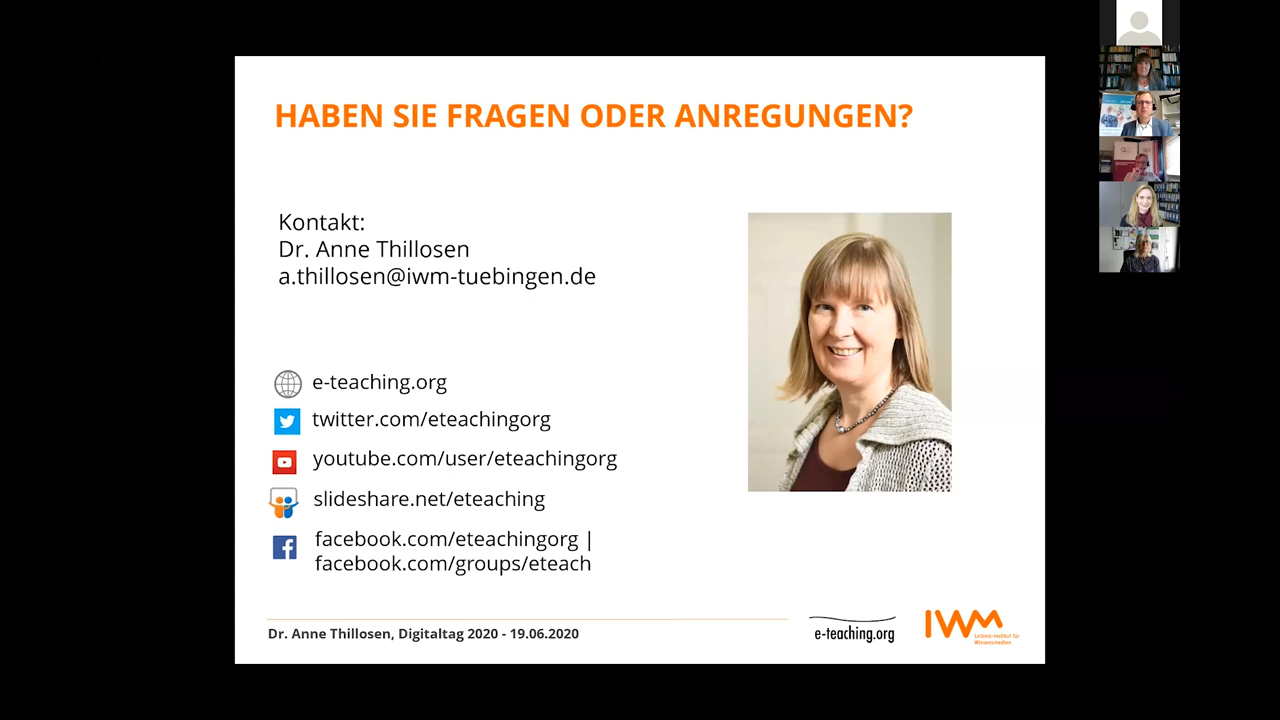 HABEN SIE FRAGEN ODER ANREGUNGEN?
Kontakt:
Dr. Anne Thillosen
a.thillosen@iwm-tuebingen.de
e-teaching.org
twitter.com/eteachingorg
youtube.com/user/eteachingorg
slideshare.net/eteaching
facebook.com/eteachingorg |
facebook.com/groups/eteach
Dr. Anne Thillosen, Digitaltag 2020 - 19.06.2020
e-teaching.org
IWM
Leibniz-Institut für
Wissensmedien